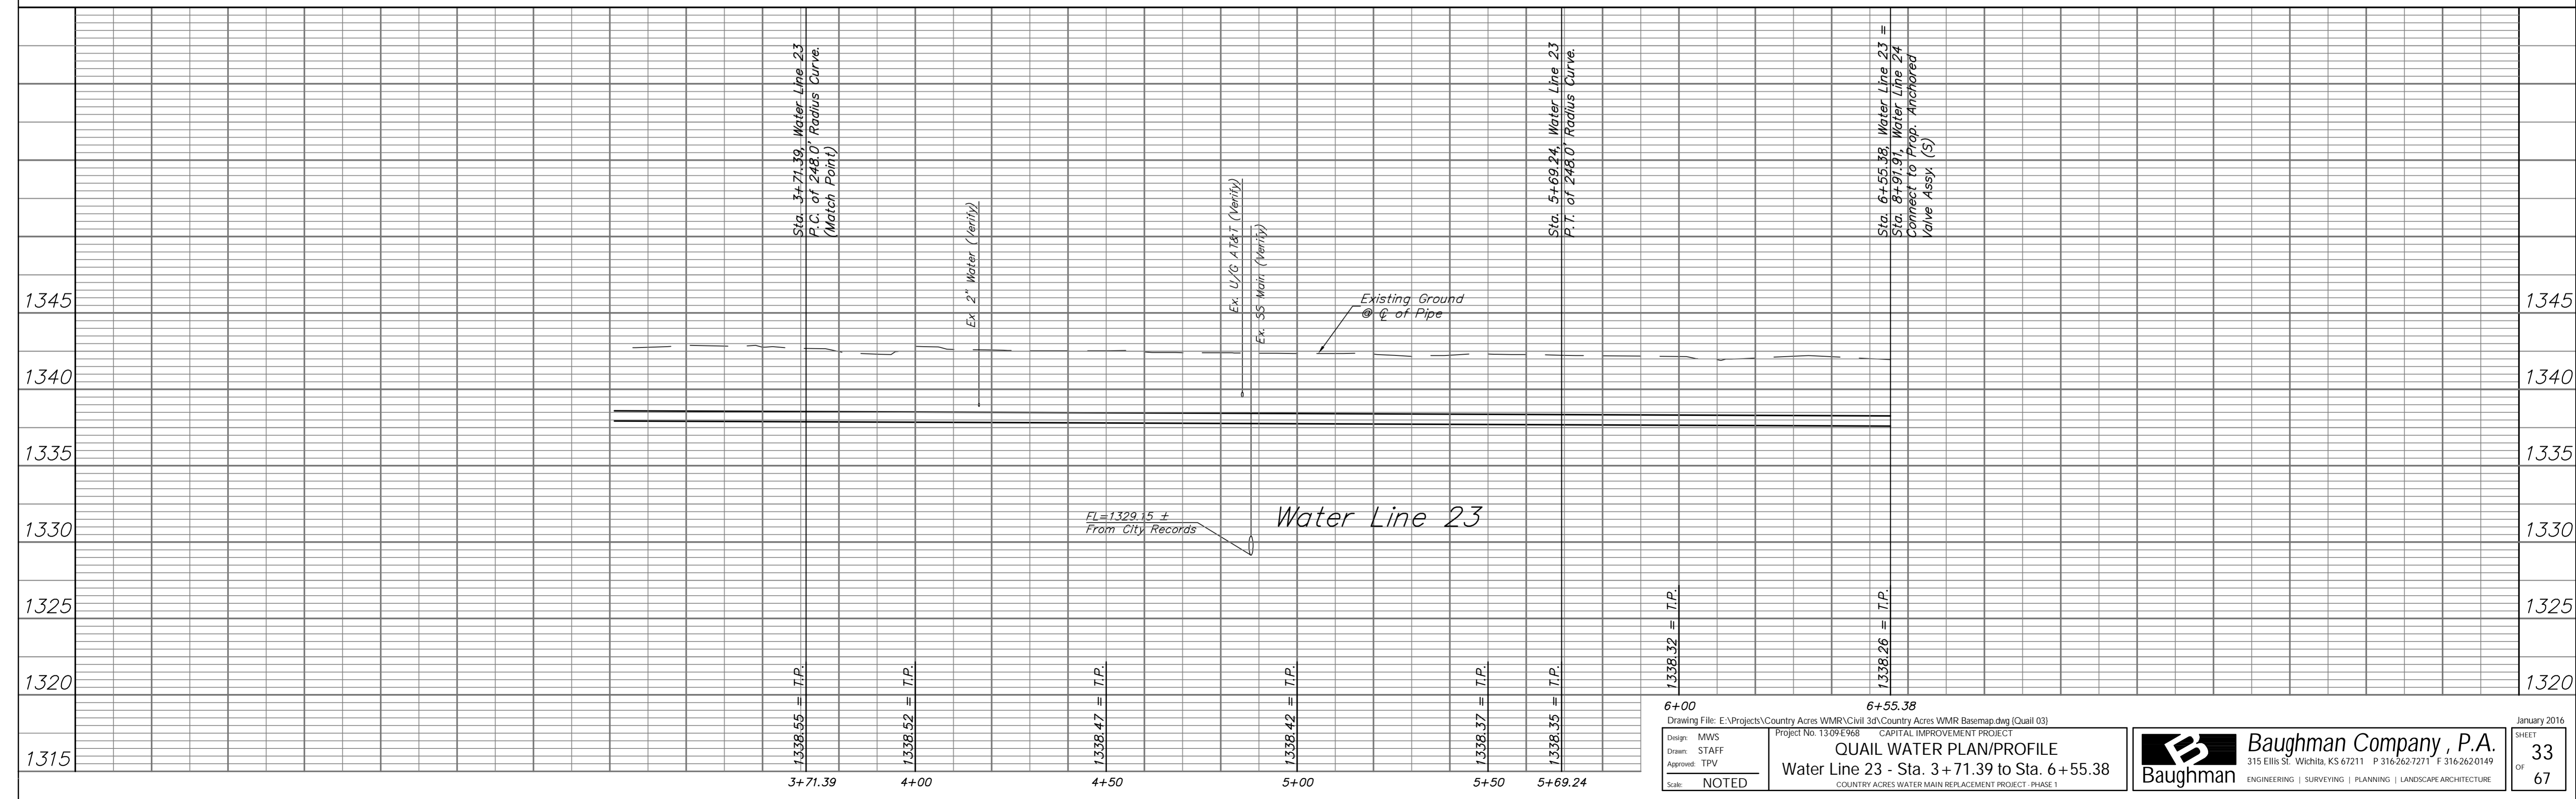 Sta. 3+71.39, Water Line 23
P.C. of 248.0' Radius Curve.
(Match Point)
Sta. 5+69.24, Water Line 23
P.T. of 248.0' Radius Curve.
Sta. 6+55.38, Water Line 23 =
Sta. 8+91.91, Water Line 24
Connect to Prop. Anchored
Valve Assy. (S)
Ex 2" Water (Verify)
Ex. U/G AT&T (Verify)
Ex. SS Main (Verify)
Existing Ground
@ ℄ of Pipe
1345
1345
1340
1340
1335
1335
1330
1330
1325
1325
1320
1320
1315
FL=1329.15 ±
From City Records
Water Line 23
1338.55 = T.P.
1338.52 = T.P.
1338.47 = T.P.
1338.42 = T.P.
1338.37 = T.P.
1338.35 = T.P.
1338.32 = T.P.
1338.26 = T.P.
3+71.39
4+00
4+50
5+00
5+50
5+69.24
6+00
6+55.38
Drawing File: E:\Projects\Country Acres WMR\Civil 3d\Country Acres WMR Basemap.dwg (Quail 03)
January 2016
Design: MWS
Drawn: STAFF
Approved: TPV
Scale: NOTED
Project No. 13-09-E968 CAPITAL IMPROVEMENT PROJECT
QUAIL WATER PLAN/PROFILE
Water Line 23 - Sta. 3+71.39 to Sta. 6+55.38
COUNTRY ACRES WATER MAIN REPLACEMENT PROJECT - PHASE 1
Baughman
Baughman Company, P.A.
315 Ellis St. Wichita, KS 67211 P 316-262-7271 F 316-262-0149
ENGINEERING | SURVEYING | PLANNING | LANDSCAPE ARCHITECTURE
SHEET
33
OF
67